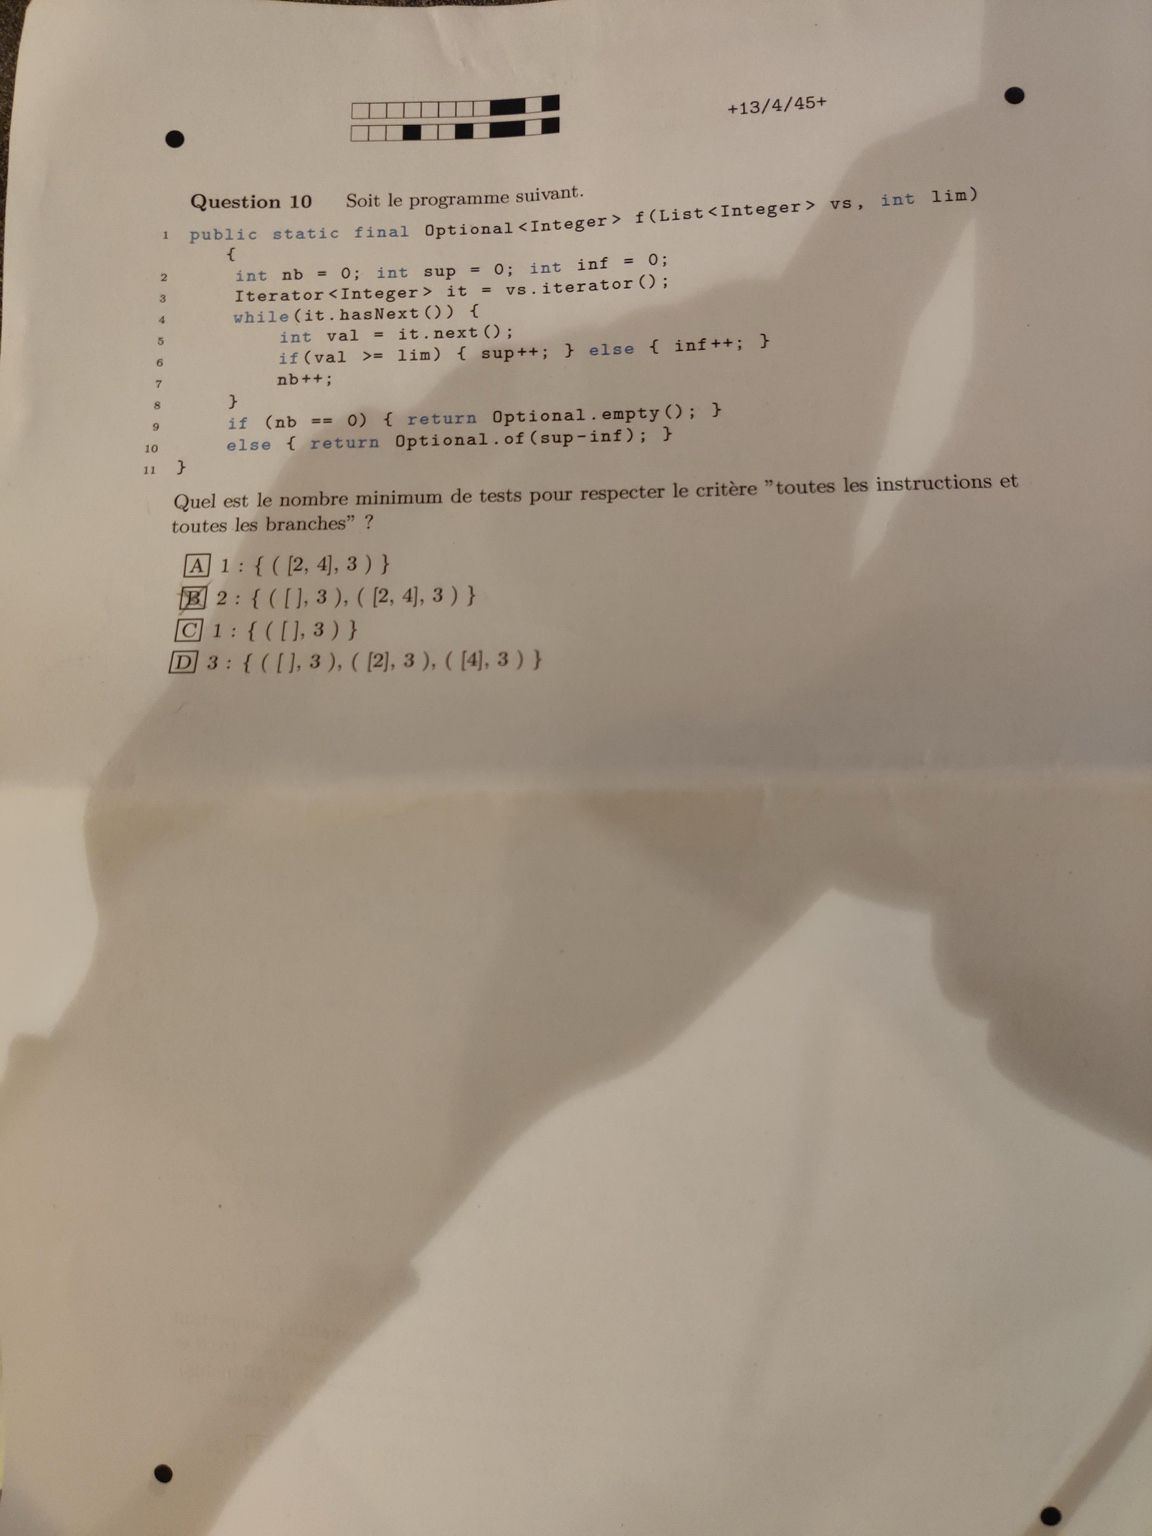 +13/4/45+
Question 10 Soit le programme suivant.
1 public static final Optional<Integer> f(List<Integer> vs, int lim)
{
2 int nb = 0; int sup = 0; int inf = 0;
3 Iterator<Integer> it = vs.iterator();
4 while(it.hasNext()) {
5 int val = it.next();
6 if(val >= lim) { sup++; } else { inf++; }
7 nb++;
8 }
9 if (nb == 0) { return Optional.empty(); }
10 else { return Optional.of(sup-inf); }
11 }
Quel est le nombre minimum de tests pour respecter le critère "toutes les instructions et
toutes les branches" ?
A 1 : { ( [2, 4], 3 ) }
B 2 : { ( [ ], 3 ), ( [2, 4], 3 ) }
C 1 : { ( [ ], 3 ) }
D 3 : { ( [ ], 3 ), ( [2], 3 ), ( [4], 3 ) }